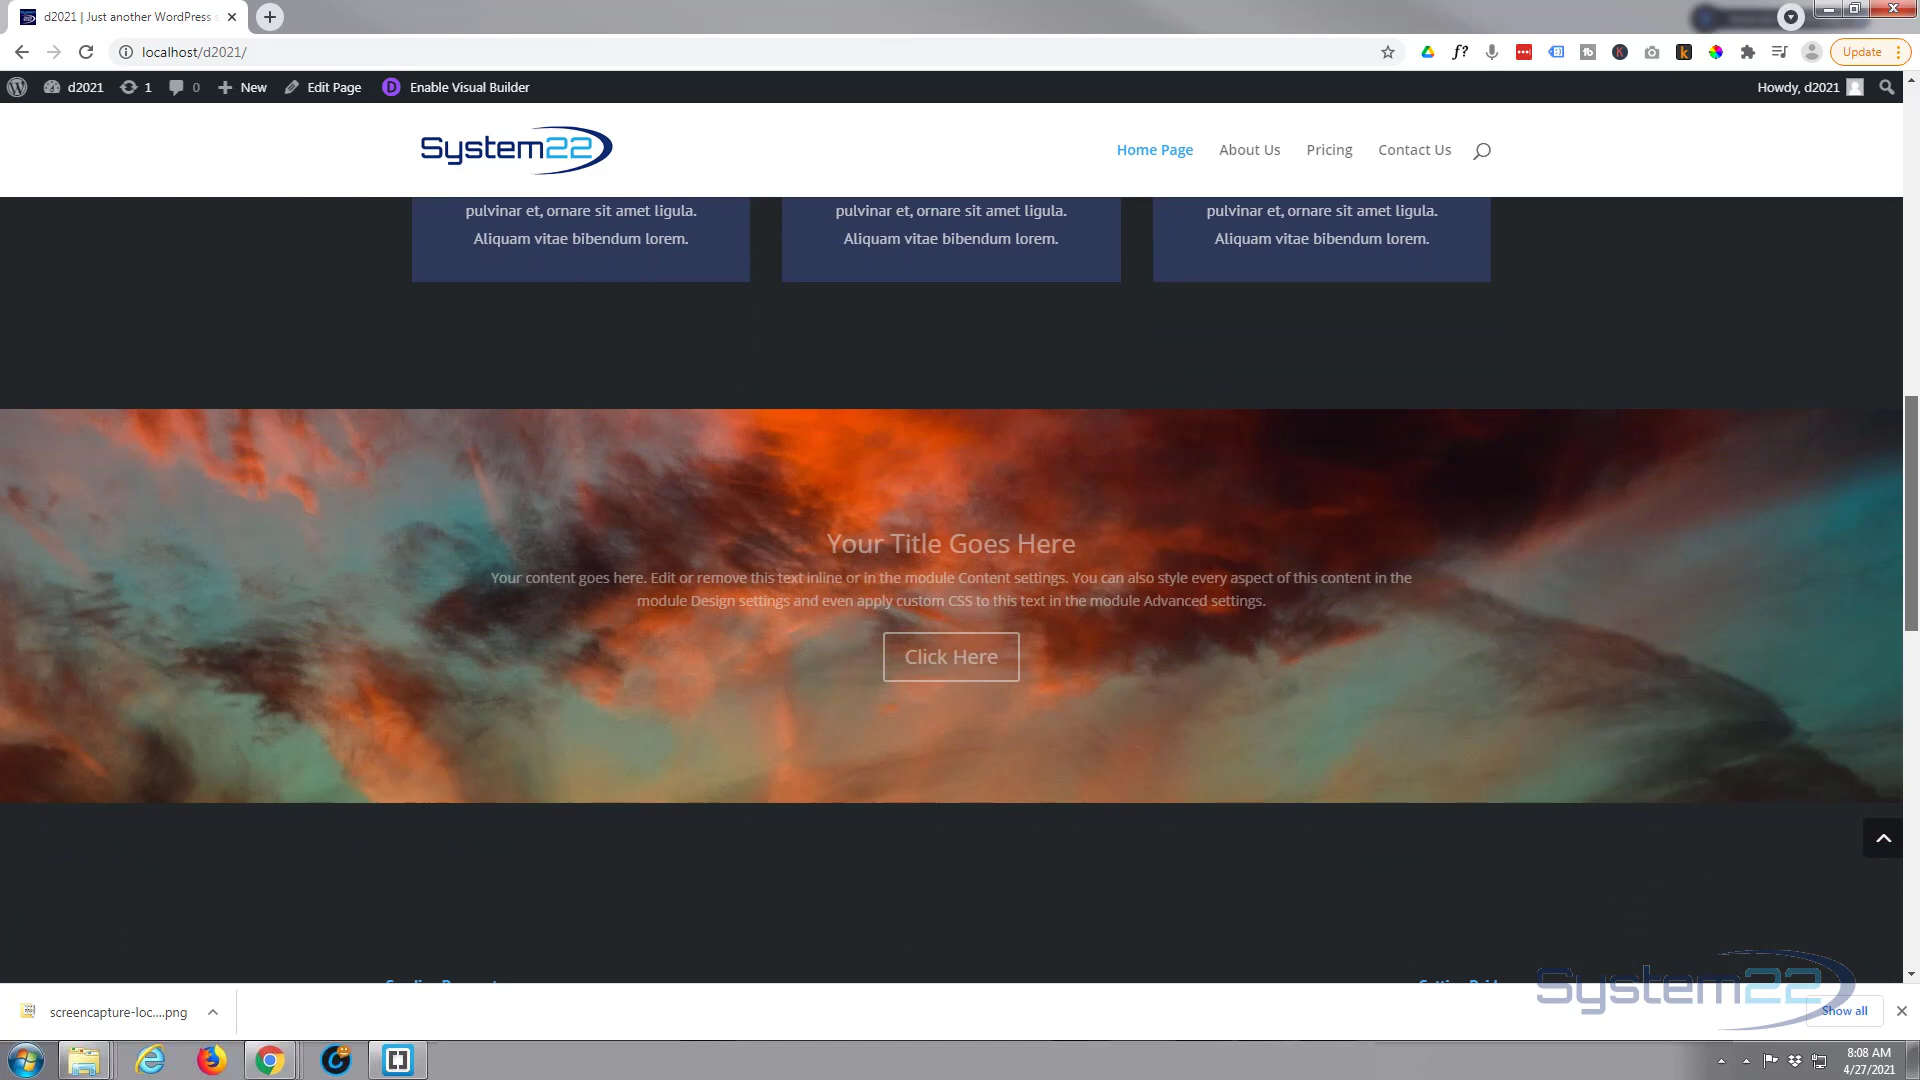 d2021 | Just another WordPress s
localhost/d2021/
Update
d2021
1
0
New
Edit Page
Enable Visual Builder
Howdy, d2021
System22
Home Page
About Us
Pricing
Contact Us
pulvinar et, ornare sit amet ligula.
Aliquam vitae bibendum lorem.
pulvinar et, ornare sit amet ligula.
Aliquam vitae bibendum lorem.
pulvinar et, ornare sit amet ligula.
Aliquam vitae bibendum lorem.
Your Title Goes Here
Your content goes here. Edit or remove this text inline or in the module Content settings. You can also style every aspect of this content in the
module Design settings and even apply custom CSS to this text in the module Advanced settings.
Click Here
System22
screencapture-loc....png
Show all
8:08 AM
4/27/2021